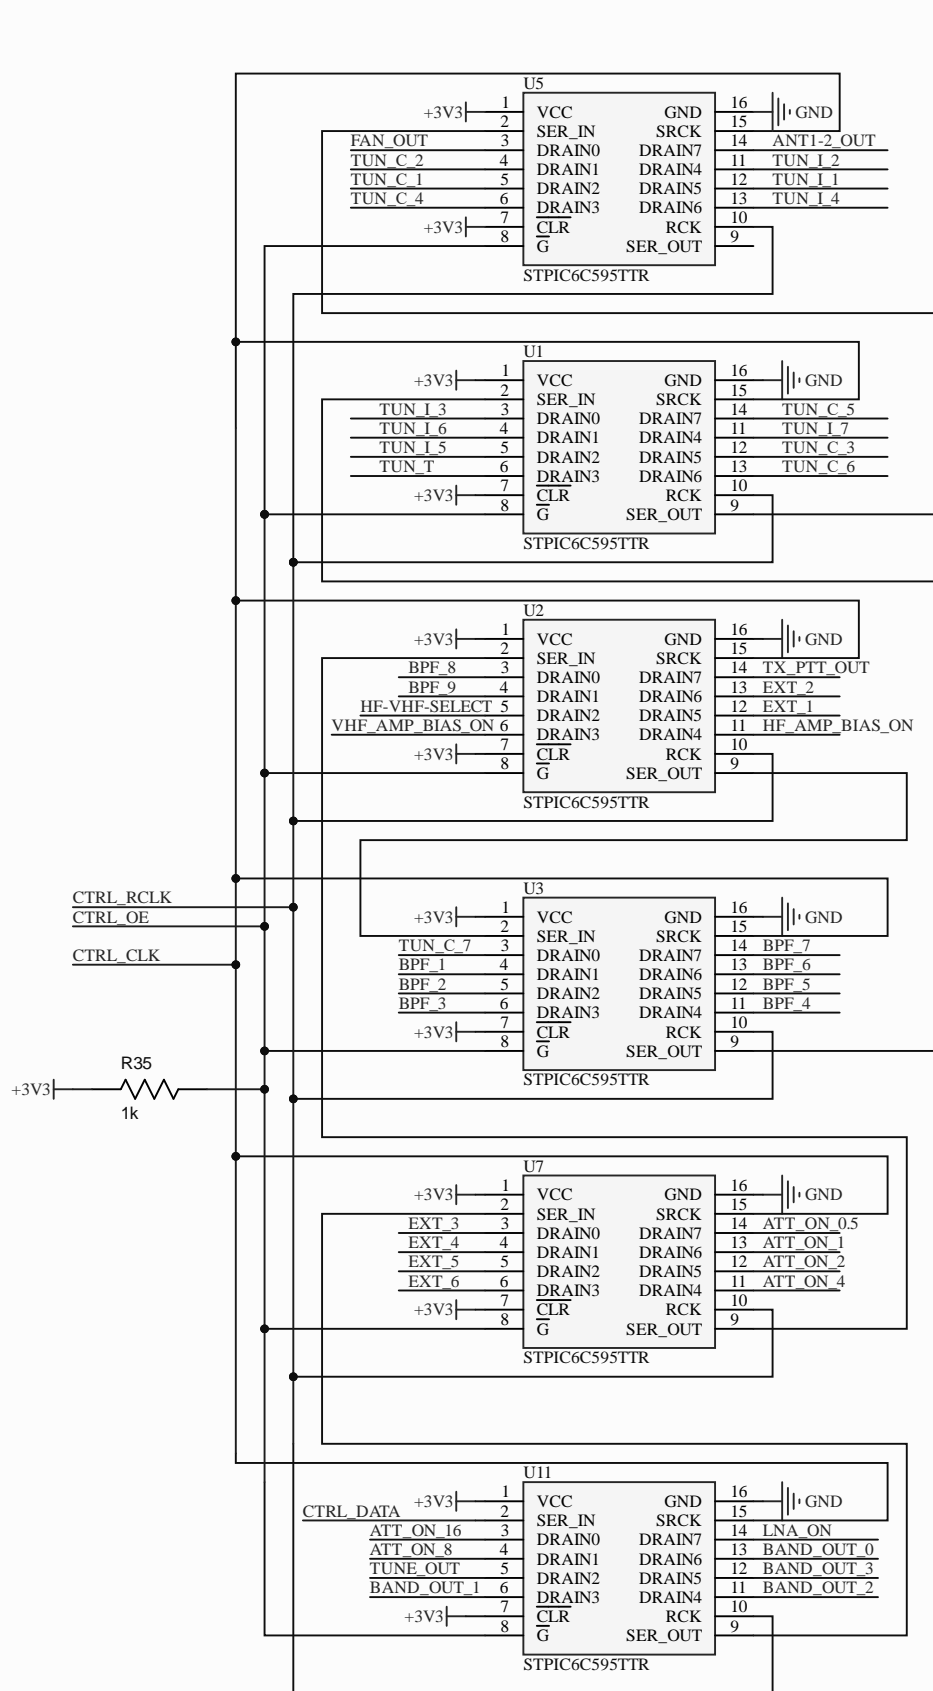 U5
+3V3 1 VCC GND 16 GND
2 SER_IN SRCK 15
FAN_OUT 3 DRAIN0 DRAIN7 14 ANT1-2_OUT
TUN_C_2 4 DRAIN1 DRAIN4 11 TUN_I_2
TUN_C_1 5 DRAIN2 DRAIN5 12 TUN_I_1
TUN_C_4 6 DRAIN3 DRAIN6 13 TUN_I_4
+3V3 7 CLR RCK 10
8 G SER_OUT 9
STPIC6C595TTR
U1
+3V3 1 VCC GND 16 GND
2 SER_IN SRCK 15
TUN_I_3 3 DRAIN0 DRAIN7 14 TUN_C_5
TUN_I_6 4 DRAIN1 DRAIN4 11 TUN_I_7
TUN_I_5 5 DRAIN2 DRAIN5 12 TUN_C_3
TUN_T 6 DRAIN3 DRAIN6 13 TUN_C_6
+3V3 7 CLR RCK 10
8 G SER_OUT 9
STPIC6C595TTR
U2
+3V3 1 VCC GND 16 GND
2 SER_IN SRCK 15
BPF_8 3 DRAIN0 DRAIN7 14 TX_PTT_OUT
BPF_9 4 DRAIN1 DRAIN6 13 EXT_2
HF-VHF-SELECT 5 DRAIN2 DRAIN5 12 EXT_1
VHF_AMP_BIAS_ON 6 DRAIN3 DRAIN4 11 HF_AMP_BIAS_ON
+3V3 7 CLR RCK 10
8 G SER_OUT 9
STPIC6C595TTR
CTRL_RCLK
CTRL_OE
CTRL_CLK
U3
+3V3 1 VCC GND 16 GND
2 SER_IN SRCK 15
TUN_C_7 3 DRAIN0 DRAIN7 14 BPF_7
BPF_1 4 DRAIN1 DRAIN6 13 BPF_6
BPF_2 5 DRAIN2 DRAIN5 12 BPF_5
BPF_3 6 DRAIN3 DRAIN4 11 BPF_4
+3V3 7 CLR RCK 10
8 G SER_OUT 9
STPIC6C595TTR
R35
+3V3
1k
U7
+3V3 1 VCC GND 16 GND
2 SER_IN SRCK 15
EXT_3 3 DRAIN0 DRAIN7 14 ATT_ON_0.5
EXT_4 4 DRAIN1 DRAIN6 13 ATT_ON_1
EXT_5 5 DRAIN2 DRAIN5 12 ATT_ON_2
EXT_6 6 DRAIN3 DRAIN4 11 ATT_ON_4
+3V3 7 CLR RCK 10
8 G SER_OUT 9
STPIC6C595TTR
U11
+3V3 1 VCC GND 16 GND
CTRL_DATA 2 SER_IN SRCK 15
ATT_ON_16 3 DRAIN0 DRAIN7 14 LNA_ON
ATT_ON_8 4 DRAIN1 DRAIN6 13 BAND_OUT_0
TUNE_OUT 5 DRAIN2 DRAIN5 12 BAND_OUT_3
BAND_OUT_1 6 DRAIN3 DRAIN4 11 BAND_OUT_2
+3V3 7 CLR RCK 10
8 G SER_OUT 9
STPIC6C595TTR